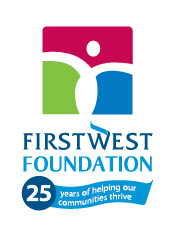 FIRSTWEST
FOUNDATION
25 years of helping our
communities thrive